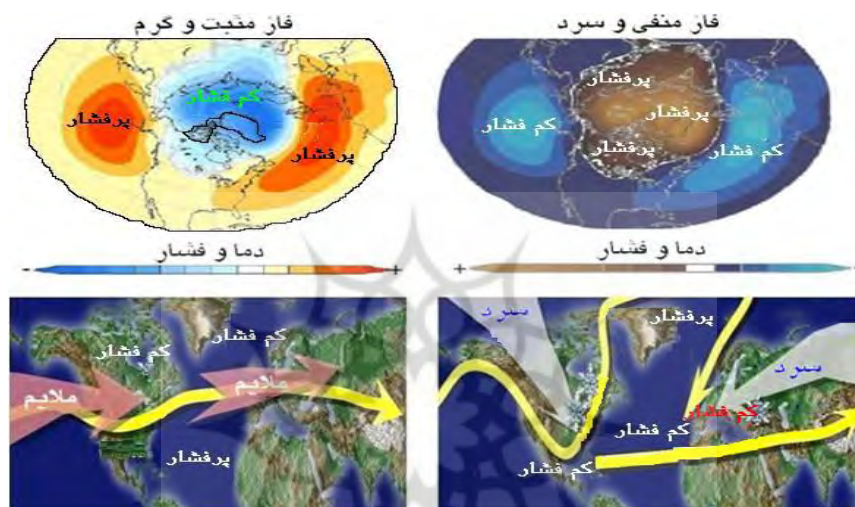 فاز مثبت و گرم
فاز منفی و سرد
کم فشار
پرفشار
پرفشار
پرفشار
پرفشار
پرفشار
کم فشار
کم فشار
دما و فشار
- +
دما و فشار
+ -
کم فشار
کم فشار
ملایم
ملایم
پرفشار
سرد
پرفشار
سرد
کم فشار
کم فشار
کم فشار